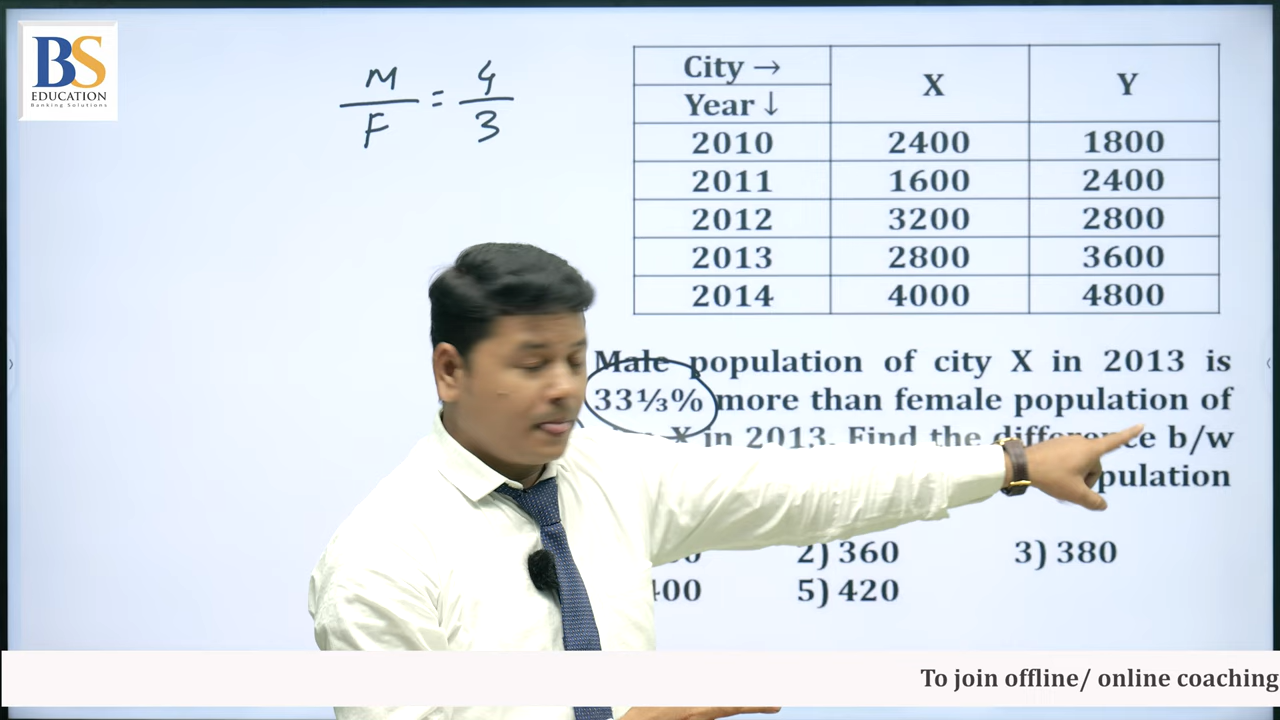 BS
EDUCATION
Banking Solutions
M/F = 4/3
City → X Y
Year ↓
2010 2400 1800
2011 1600 2400
2012 3200 2800
2013 2800 3600
2014 4000 4800
Male population of city X in 2013 is
33⅓% more than female population of
X in 2013. Find the difference b/w
pulation
2) 360 3) 380
400 5) 420
To join offline/ online coaching